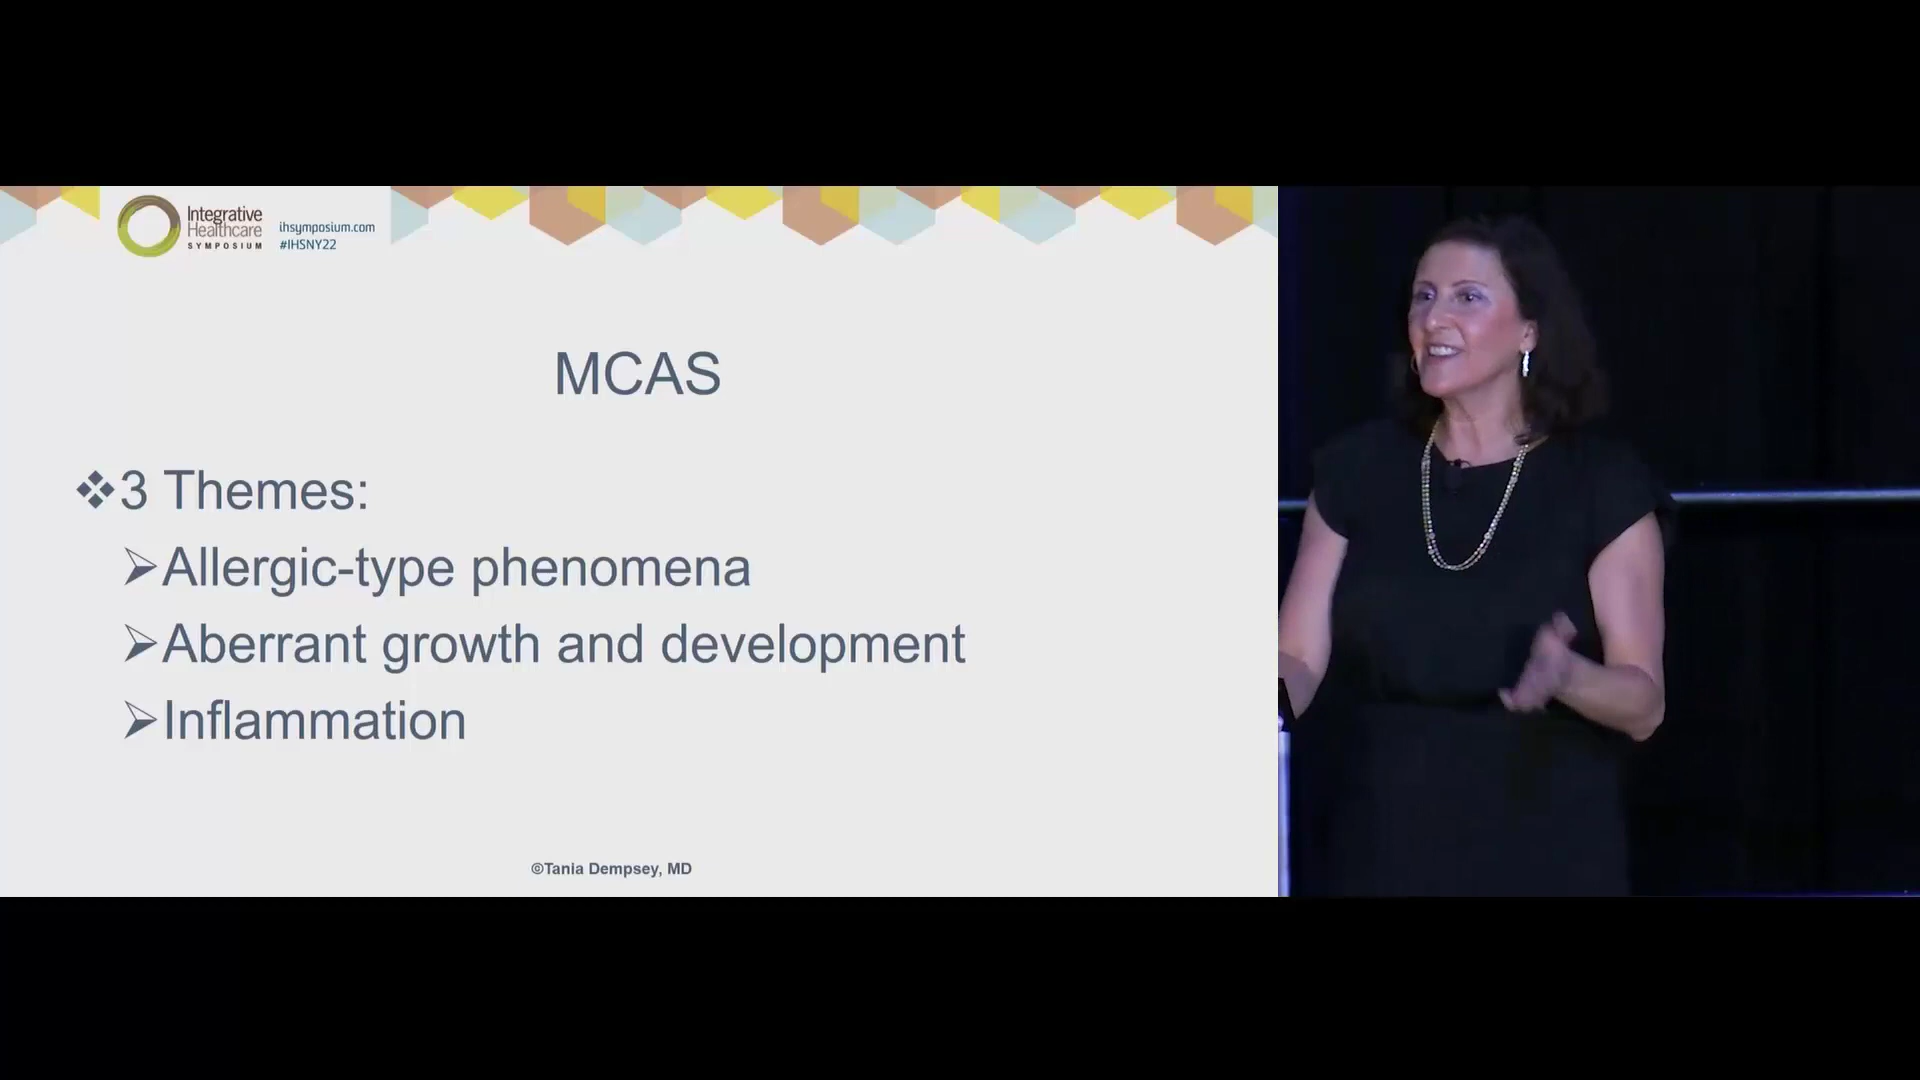 Integrative
Healthcare
SYMPOSIUM
ihsymposium.com
#IHSNY22
MCAS
❖3 Themes:
➢Allergic-type phenomena
➢Aberrant growth and development
➢Inflammation
©Tania Dempsey, MD